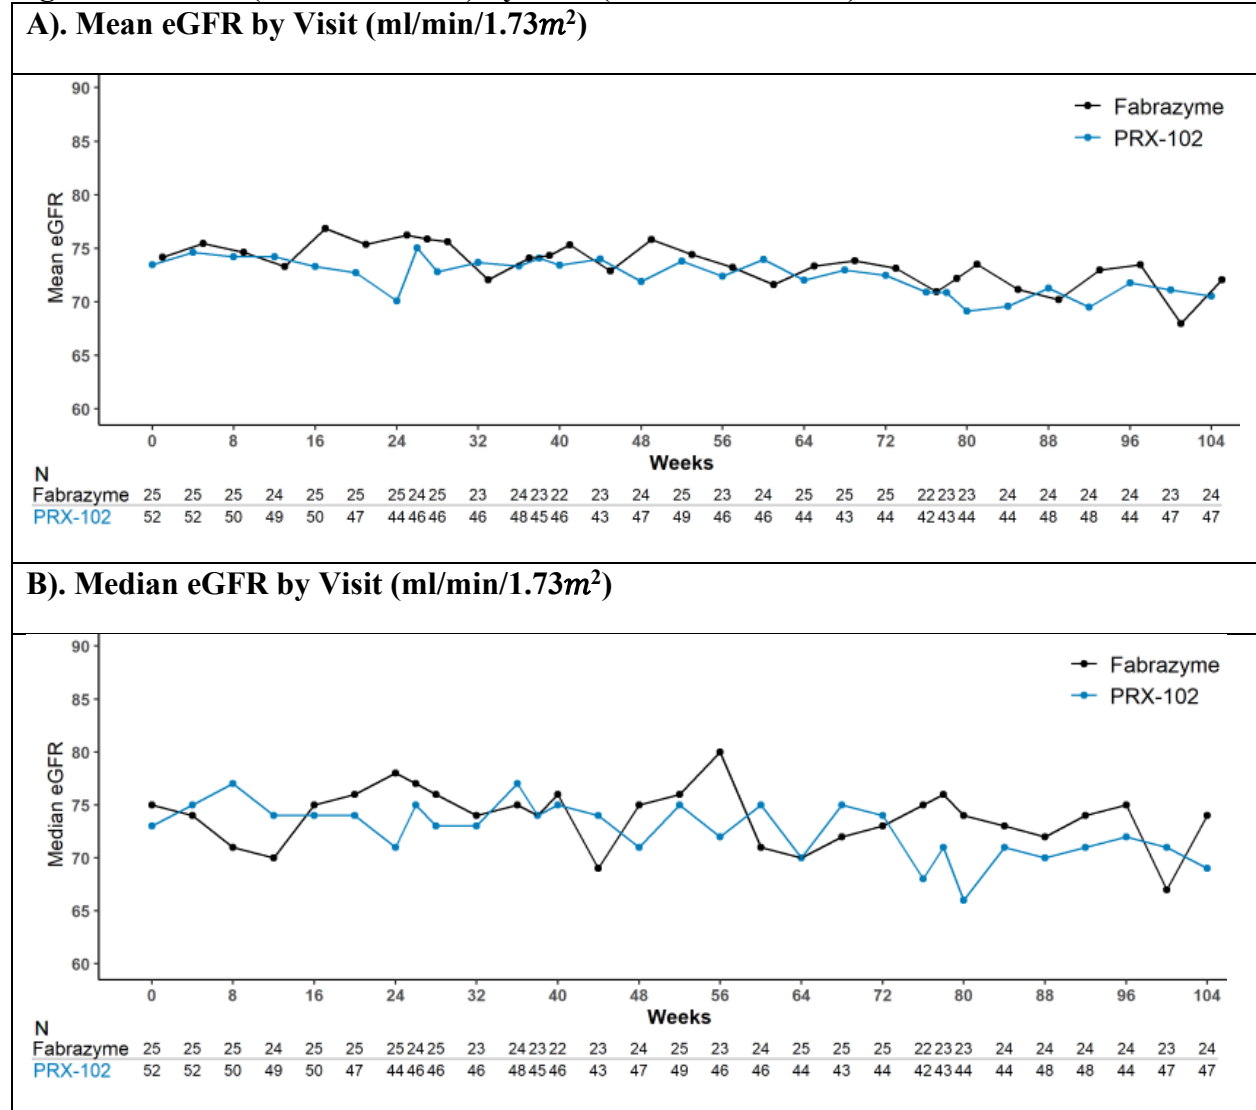 A). Mean eGFR by Visit (ml/min/1.73𝑚²)
90
85
80
75
70
65
60
Mean eGFR
Fabrazyme
PRX-102
0 8 16 24 32 40 48 56 64 72 80 88 96 104
Weeks
N
Fabrazyme 25 25 25 24 25 25 25 24 25 23 24 23 22 23 24 25 23 24 25 25 25 22 23 23 24 24 24 24 23 24
PRX-102 52 52 50 49 50 47 44 46 46 46 48 45 46 43 47 49 46 46 44 43 44 42 43 44 44 48 48 44 47 47
B). Median eGFR by Visit (ml/min/1.73𝑚²)
90
85
80
75
70
65
60
Median eGFR
Fabrazyme
PRX-102
0 8 16 24 32 40 48 56 64 72 80 88 96 104
Weeks
N
Fabrazyme 25 25 25 24 25 25 25 24 25 23 24 23 22 23 24 25 23 24 25 25 25 22 23 23 24 24 24 24 23 24
PRX-102 52 52 50 49 50 47 44 46 46 46 48 45 46 43 47 49 46 46 44 43 44 42 43 44 44 48 48 44 47 47